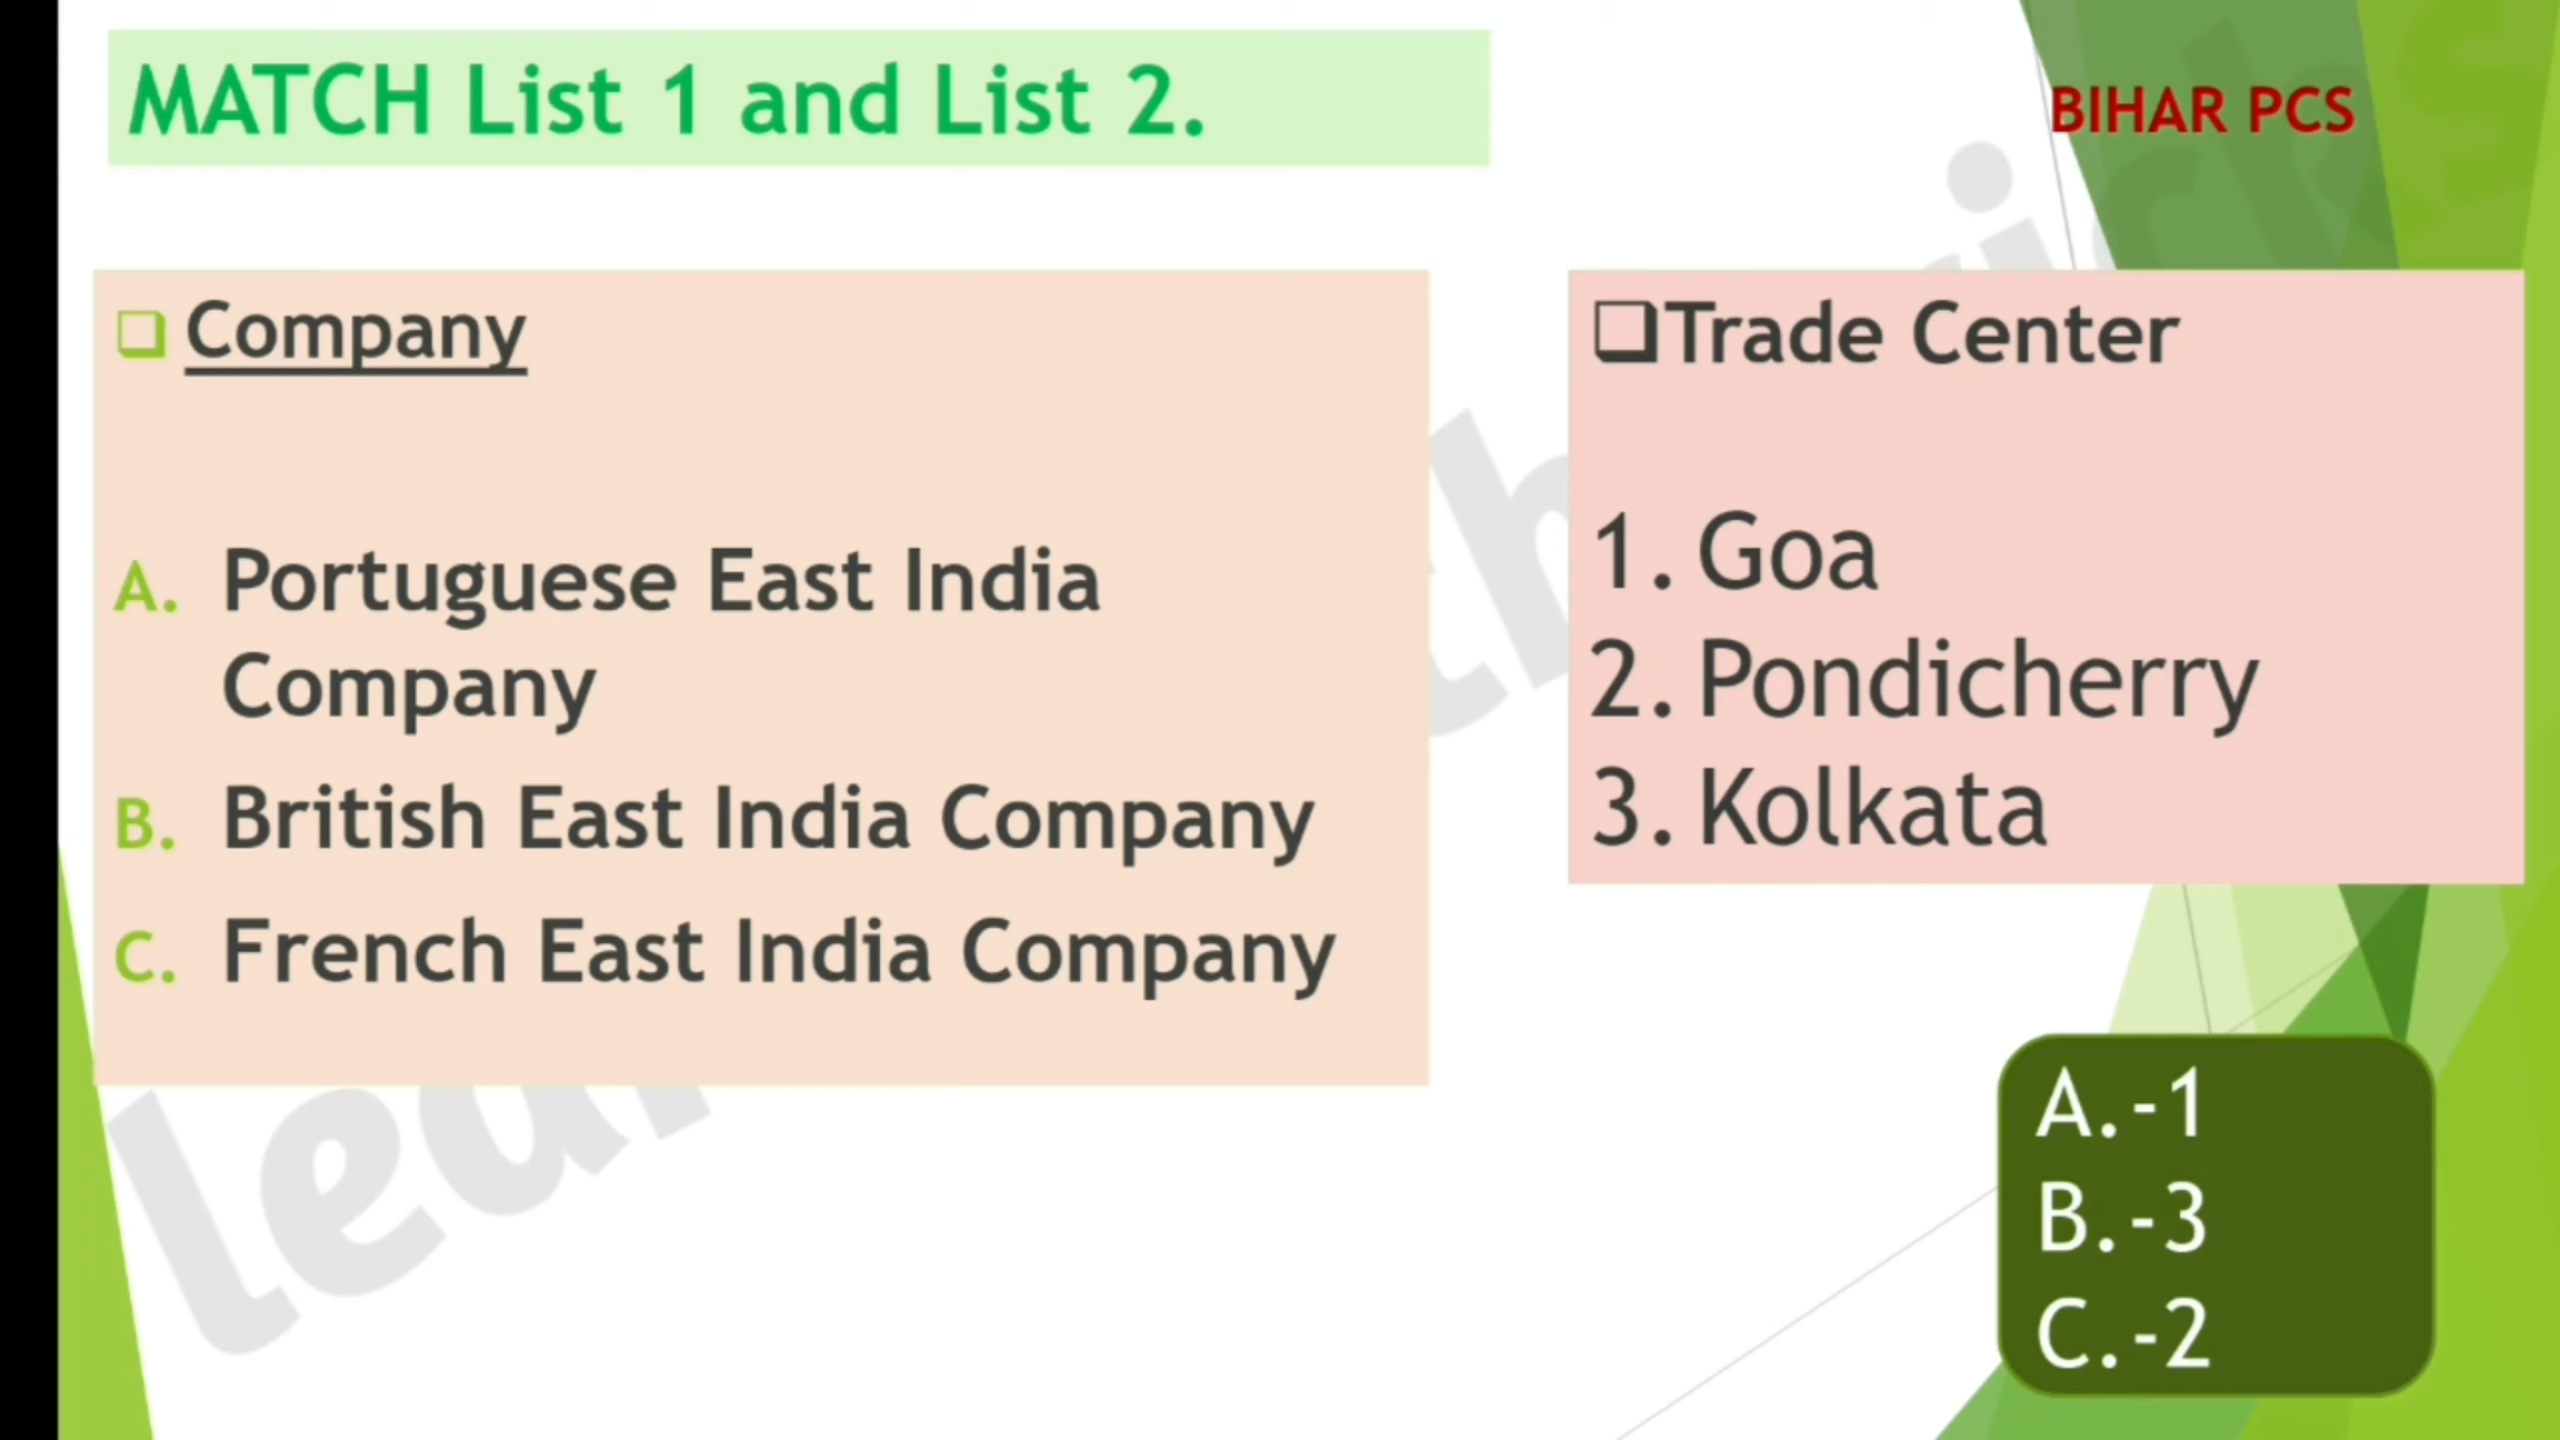 MATCH List 1 and List 2.
BIHAR PCS
Company
A. Portuguese East India
Company
B. British East India Company
C. French East India Company
Trade Center
1. Goa
2. Pondicherry
3. Kolkata
A.-1
B.-3
C.-2